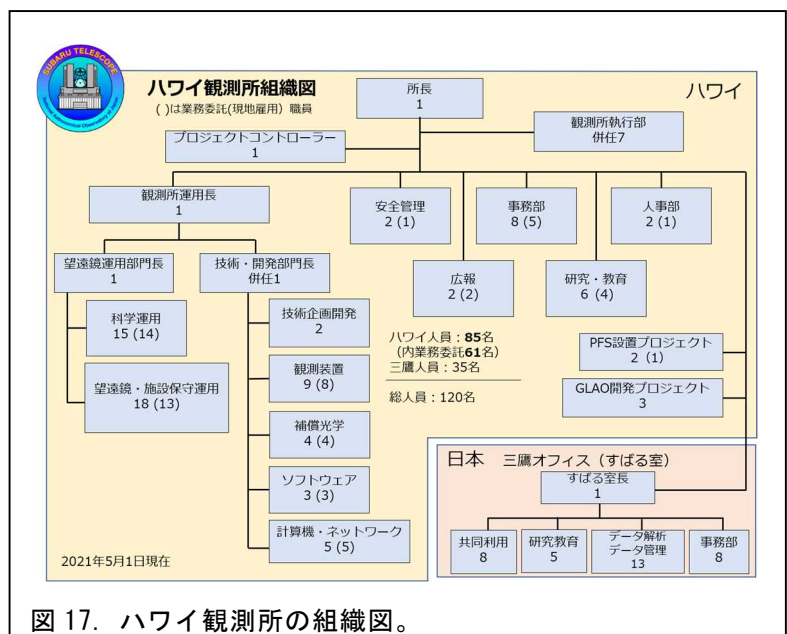 SUBARU TELESCOPE
National Astronomical Observatory of Japan
ハワイ観測所組織図
( )は業務委託(現地雇用) 職員
ハワイ
所長
1
観測所執行部
併任7
プロジェクトコントローラー
1
観測所運用長
1
安全管理
2 (1)
事務部
8 (5)
人事部
2 (1)
望遠鏡運用部門長
1
技術・開発部門長
併任1
広報
2 (2)
研究・教育
6 (4)
科学運用
15 (14)
望遠鏡・施設保守運用
18 (13)
技術企画開発
2
観測装置
9 (8)
補償光学
4 (4)
ソフトウェア
3 (3)
計算機・ネットワーク
5 (5)
ハワイ人員：85名
（内業務委託61名）
三鷹人員：35名
総人員：120名
PFS設置プロジェクト
2 (1)
GLAO開発プロジェクト
3
日本 三鷹オフィス（すばる室）
すばる室長
1
共同利用
8
研究教育
5
データ解析
データ管理
13
事務部
8
2021年5月1日現在
図 17. ハワイ観測所の組織図。